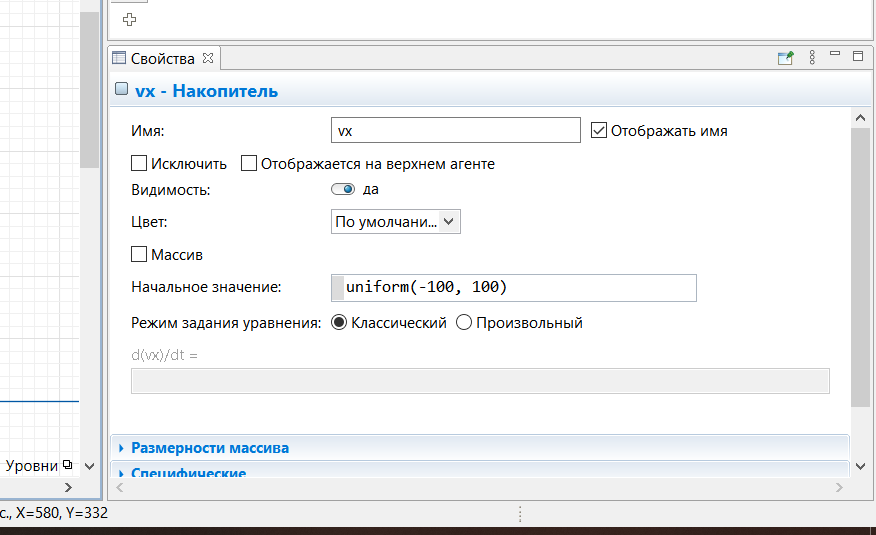 Свойства
vx - Накопитель
Имя: vx Отображать имя
Исключить Отображается на верхнем агенте
Видимость: да
Цвет: По умолчани...
Массив
Начальное значение: uniform(-100, 100)
Режим задания уравнения: Классический Произвольный
d(vx)/dt =
Размерности массива
Специфические
Уровни
с., X=580, Y=332